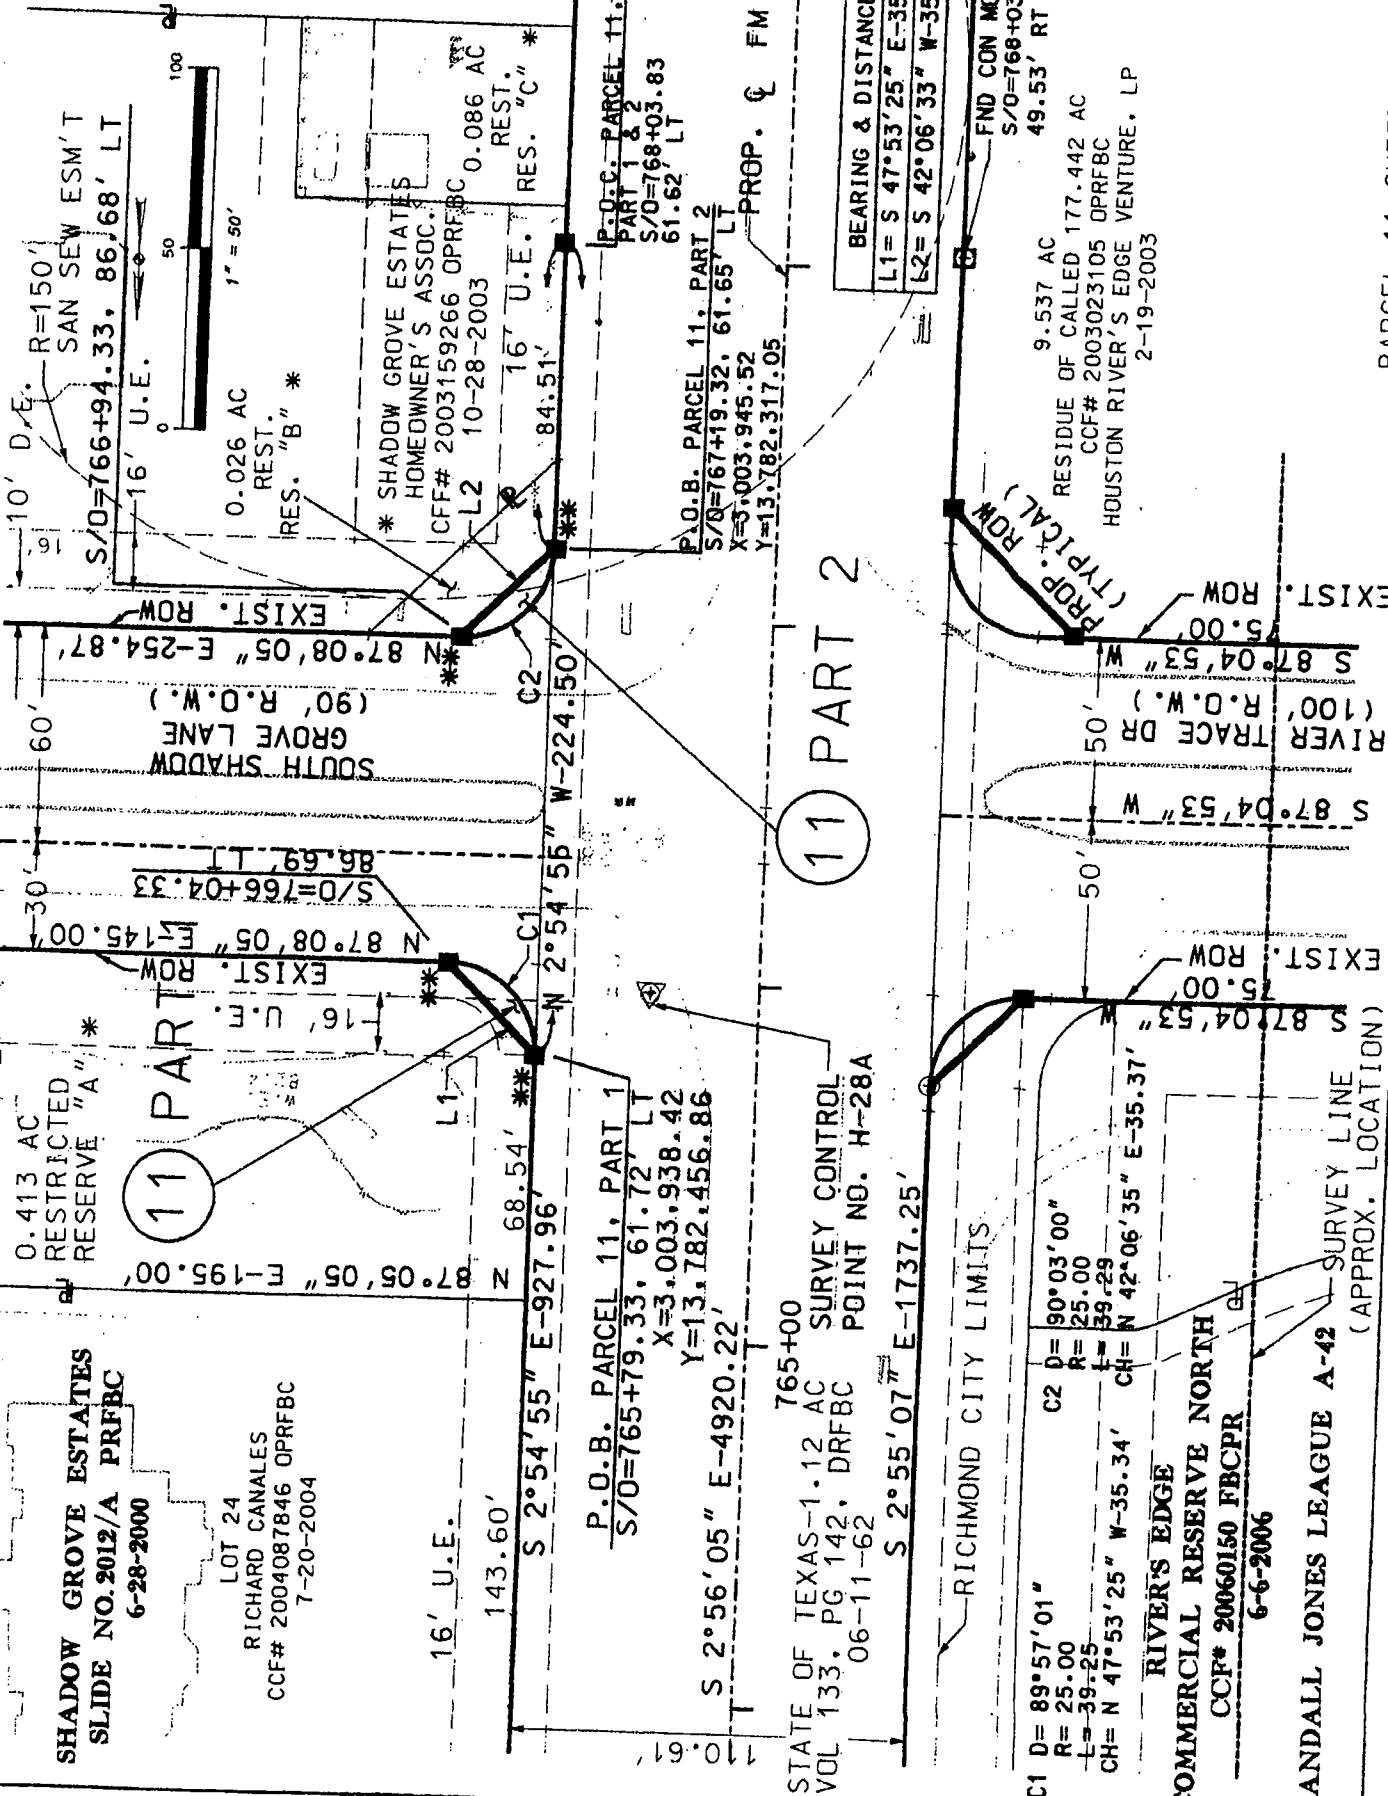 SHADOW GROVE ESTATES
SLIDE NO.2012/A PRFBC
6-28-2000
LOT 24
RICHARD CANALES
CCF# 2004087846 OPRFBC
7-20-2004
16' U.E.
143.60'
S 2°54'55" E-927.96'
68.54'
N 87°05'05" E-195.00'
0.413 AC
RESTRICTED
RESERVE "A" *
11 PART 1
L1
16' U.E.
**
**
EXIST. ROW
N 87°08'05" E-145.00'
S/O=766+04.33
86.69' LT
30'
60'
C1
N 2°54'55" W-224.50'
SOUTH SHADOW
GROVE LANE
(90' R.O.W.)
N 87°08'05" E-254.87'
EXIST. ROW
**
**
C2
L2
10' D.E.
R=150'
SAN SEW ESM'T
S/O=766+94.33, 86.68' LT
16'
16' U.E.
0 50 100
1" = 50'
0.026 AC
REST.
RES. "B" *
* SHADOW GROVE ESTATES
HOMEOWNER'S ASSOC.
CFF# 2003159266 OPRFBC
10-28-2003
16' U.E.
84.51'
0.086 AC
REST.
RES. "C" *
P.O.C. PARCEL 11,
PART 1 & 2
S/O=768+03.83
61.62' LT
P.O.B. PARCEL 11, PART 2
S/O=767+19.32, 61.65' LT
X=3,003,945.52
Y=13,782,317.05
PROP. ℄ FM
P.O.B. PARCEL 11, PART 1
S/O=765+79.33, 61.72' LT
X=3,003,938.42
Y=13,782,456.86
S 2°56'05" E-4920.22'
765+00
11 PART 2
SURVEY CONTROL
POINT NO. H-28A
STATE OF TEXAS-1.12 AC
VOL 133, PG 142, DRFBC
06-11-62
110.61'
S 2°55'07" E-1737.25'
RICHMOND CITY LIMITS
BEARING & DISTANCE
L1= S 47°53'25" E-35
L2= S 42°06'33" W-35
FND CON MO
S/O=768+03
49.53' RT
9.537 AC
RESIDUE OF CALLED 177.442 AC
CCF# 2003023105 OPRFBC
HOUSTON RIVER'S EDGE VENTURE, LP
2-19-2003
PROP. ROW
(TYPICAL)
EXIST. ROW
75.00'
S 87°04'53" W
RIVER TRACE DR
(100' R.O.W.)
50'
S 87°04'53" W
50'
EXIST. ROW
75.00'
S 87°04'53" W
C1 D= 89°57'01"
R= 25.00
L= 39.25
CH= N 47°53'25" W-35.34'
C2 D= 90°03'00"
R= 25.00
L= 39.29
CH= N 42°06'35" E-35.37'
RIVER'S EDGE
COMMERCIAL RESERVE NORTH
CCF# 20060150 FBCPR
6-6-2006
SURVEY LINE
(APPROX. LOCATION)
ANDALL JONES LEAGUE A-42